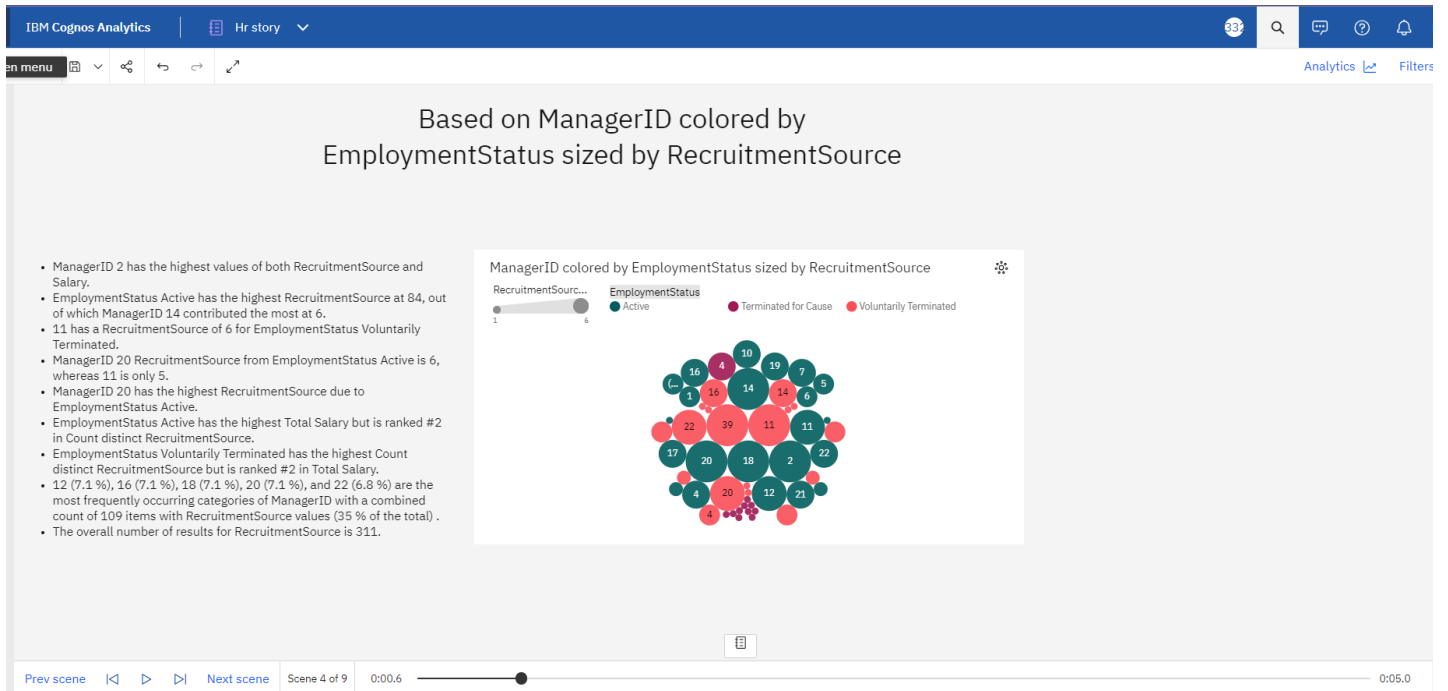 IBM Cognos Analytics
Hr story
332
en menu
Analytics
Filters
Based on ManagerID colored by
EmploymentStatus sized by RecruitmentSource
• ManagerID 2 has the highest values of both RecruitmentSource and
Salary.
• EmploymentStatus Active has the highest RecruitmentSource at 84, out
of which ManagerID 14 contributed the most at 6.
• 11 has a RecruitmentSource of 6 for EmploymentStatus Voluntarily
Terminated.
• ManagerID 20 RecruitmentSource from EmploymentStatus Active is 6,
whereas 11 is only 5.
• ManagerID 20 has the highest RecruitmentSource due to
EmploymentStatus Active.
• EmploymentStatus Active has the highest Total Salary but is ranked #2
in Count distinct RecruitmentSource.
• EmploymentStatus Voluntarily Terminated has the highest Count
distinct RecruitmentSource but is ranked #2 in Total Salary.
• 12 (7.1 %), 16 (7.1 %), 18 (7.1 %), 20 (7.1 %), and 22 (6.8 %) are the
most frequently occurring categories of ManagerID with a combined
count of 109 items with RecruitmentSource values (35 % of the total) .
• The overall number of results for RecruitmentSource is 311.
ManagerID colored by EmploymentStatus sized by RecruitmentSource
RecruitmentSourc...
1 6
EmploymentStatus
Active Terminated for Cause Voluntarily Terminated
10
16 4 19 7
(... 1 16 14 14 6 5
22 39 11 11
17 20 18 2 22
4 20 12 21
4
Prev scene Next scene Scene 4 of 9 0:00.6 0:05.0